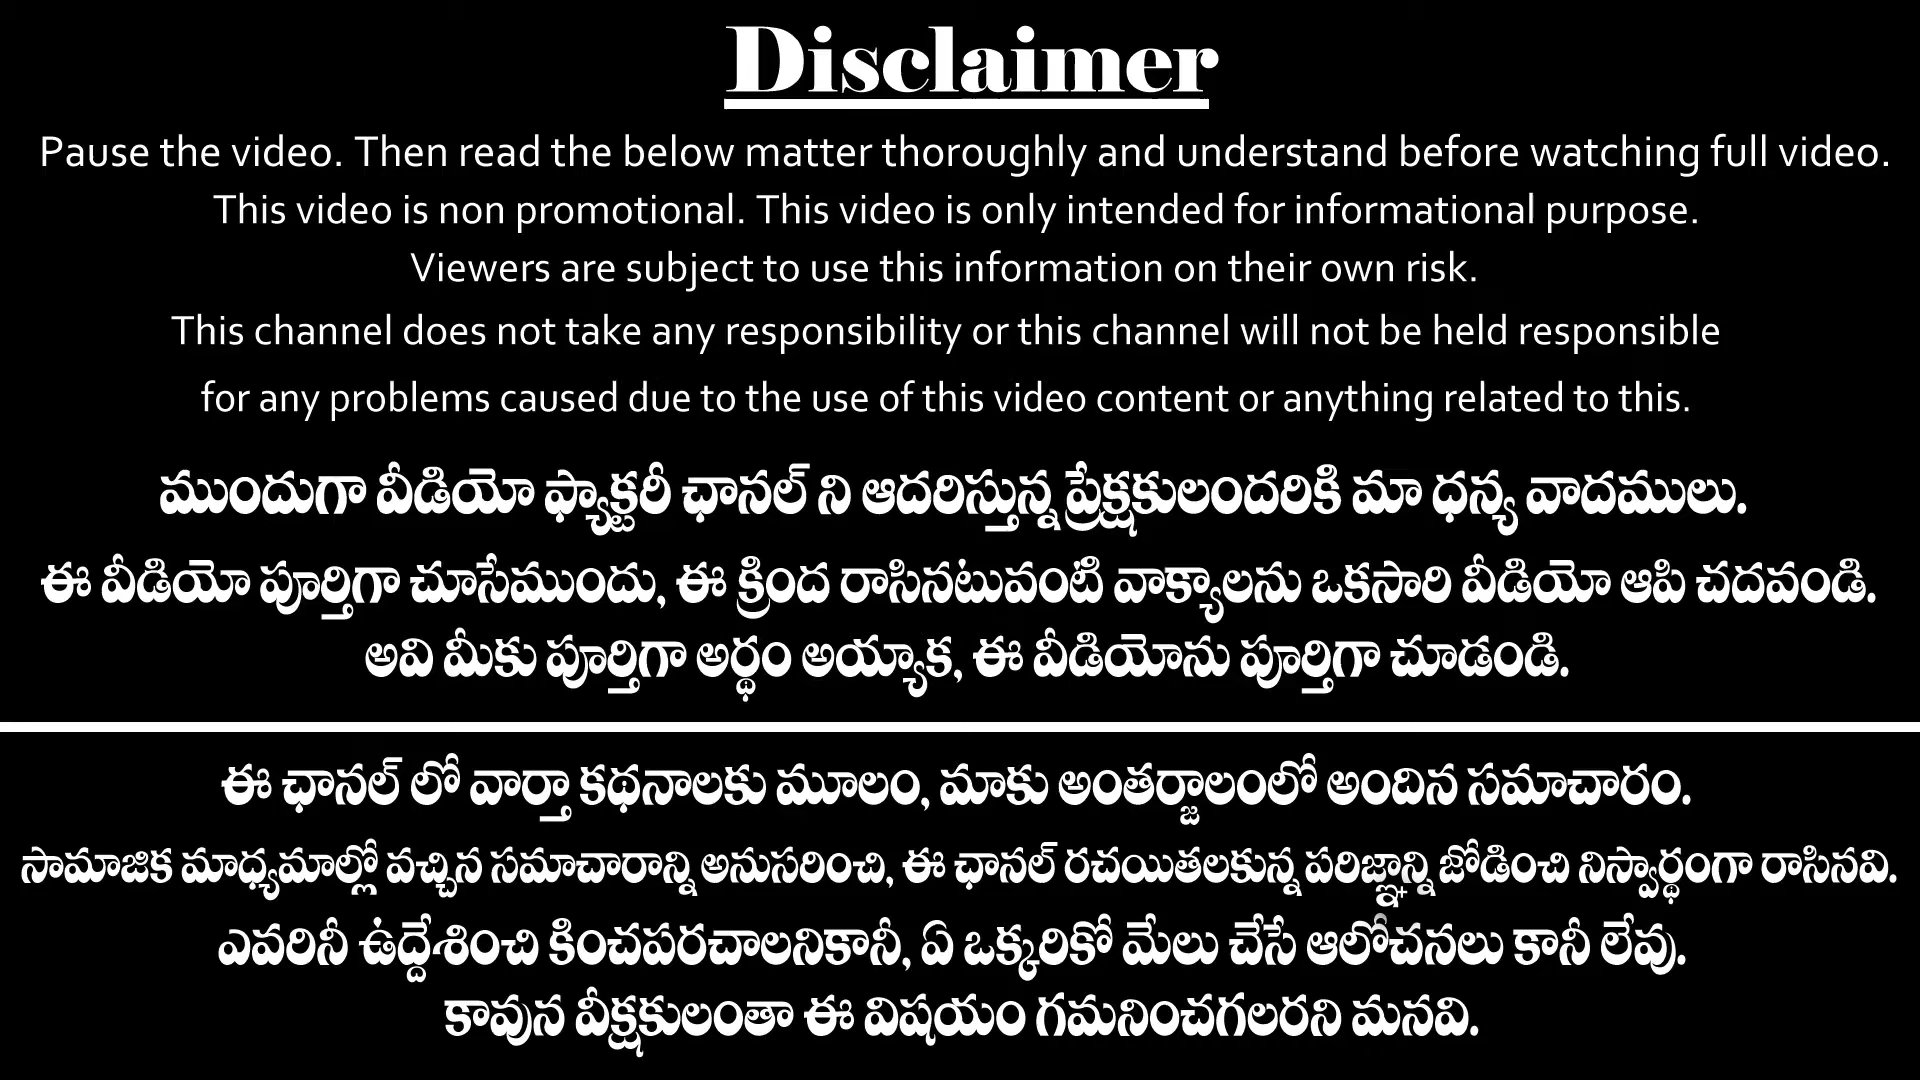 Disclaimer
Pause the video. Then read the below matter thoroughly and understand before watching full video.
This video is non promotional. This video is only intended for informational purpose.
Viewers are subject to use this information on their own risk.
This channel does not take any responsibility or this channel will not be held responsible
for any problems caused due to the use of this video content or anything related to this.
ముందుగా వీడియో ఫ్యాక్టరీ ఛానల్ ని ఆదరిస్తున్న ప్రేక్షకులందరికి మా ధన్య వాదములు.
ఈ వీడియో పూర్తిగా చూసేముందు, ఈ క్రింద రాసినటువంటి వాక్యాలను ఒకసారి వీడియో ఆపి చదవండి.
అవి మీకు పూర్తిగా అర్థం అయ్యాక, ఈ వీడియోను పూర్తిగా చూడండి.
ఈ ఛానల్ లో వార్తా కథనాలకు మూలం, మాకు అంతర్జాలంలో అందిన సమాచారం.
సామాజిక మాధ్యమాల్లో వచ్చిన సమాచారాన్ని అనుసరించి, ఈ ఛానల్ రచయితలకున్న పరిజ్ఞాన్ని జోడించి నిస్వార్థంగా రాసినవి.
ఎవరినీ ఉద్దేశించి కించపరచాలనికానీ, ఏ ఒక్కరికో మేలు చేసే ఆలోచనలు కానీ లేవు.
కావున వీక్షకులంతా ఈ విషయం గమనించగలరని మనవి.